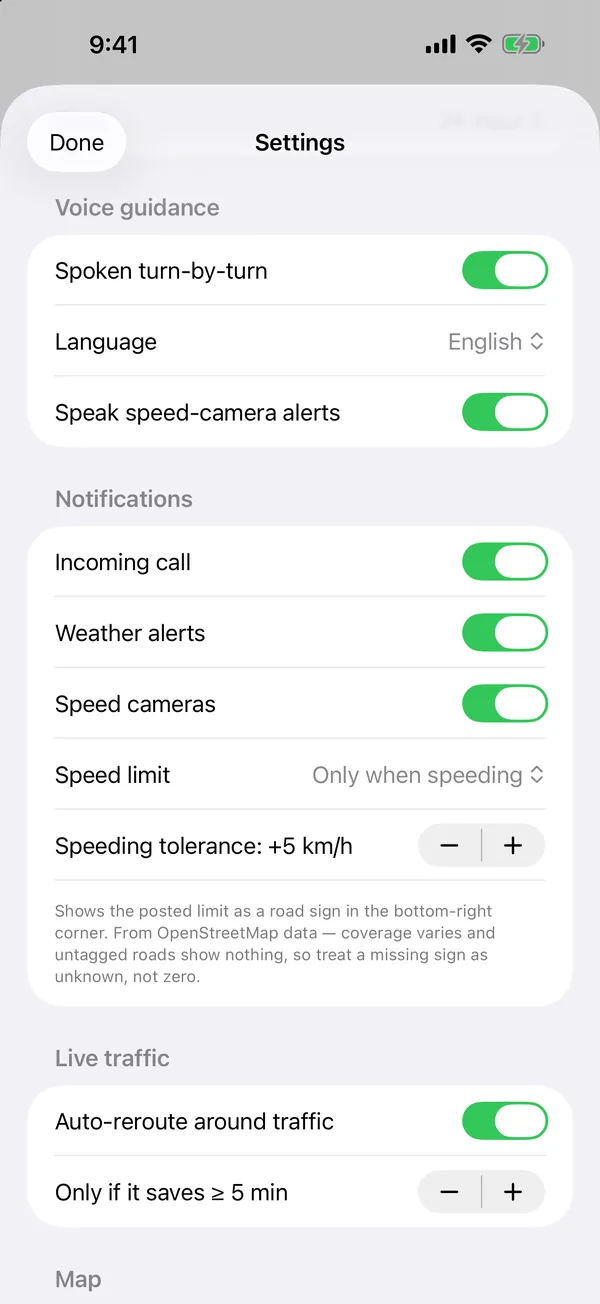 9:41
Done
Settings
Voice guidance
Spoken turn-by-turn
Language English
Speak speed-camera alerts
Notifications
Incoming call
Weather alerts
Speed cameras
Speed limit Only when speeding
Speeding tolerance: +5 km/h − +
Shows the posted limit as a road sign in the bottom-right
corner. From OpenStreetMap data — coverage varies and
untagged roads show nothing, so treat a missing sign as
unknown, not zero.
Live traffic
Auto-reroute around traffic
Only if it saves ≥ 5 min − +
Map